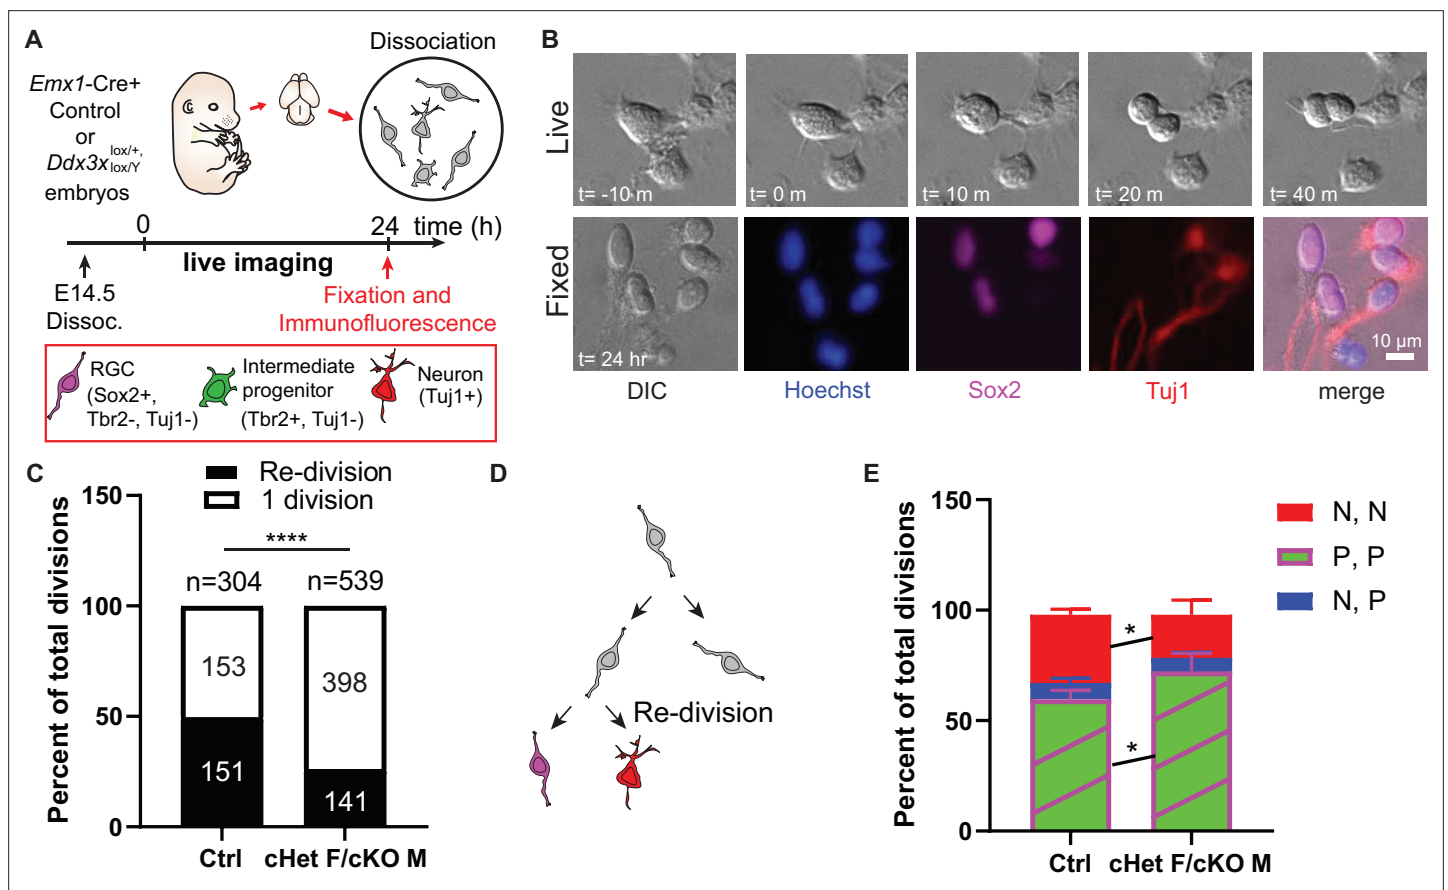 A
Emx1-Cre+
Control
or
Ddx3x lox/+, lox/Y
embryos
Dissociation
0
24 time (h)
live imaging
E14.5
Dissoc.
Fixation and
Immunofluorescence
RGC
(Sox2+,
Tbr2-, Tuj1-)
Intermediate
progenitor
(Tbr2+, Tuj1-)
Neuron
(Tuj1+)
B
Live
t= -10 m
t= 0 m
t= 10 m
t= 20 m
t= 40 m
Fixed
t= 24 hr
10 µm
DIC
Hoechst
Sox2
Tuj1
merge
C
Re-division
1 division
Percent of total divisions
150
100
50
0
****
n=304
n=539
153
398
151
141
Ctrl
cHet F/cKO M
D
Re-division
E
Percent of total divisions
150
100
50
0
*
*
Ctrl
cHet F/cKO M
N, N
P, P
N, P